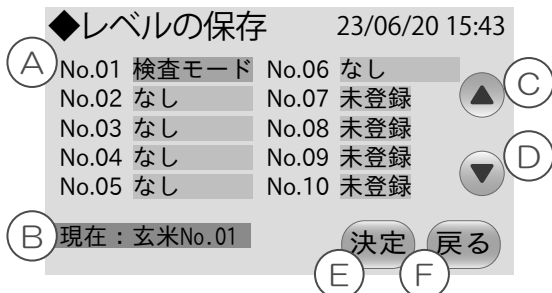 ◆レベルの保存 23/06/20 15:43
A No.01 検査モード No.06 なし C
No.02 なし No.07 未登録
No.03 なし No.08 未登録
No.04 なし No.09 未登録 D
No.05 なし No.10 未登録
B 現在：玄米No.01 決定 戻る
E F